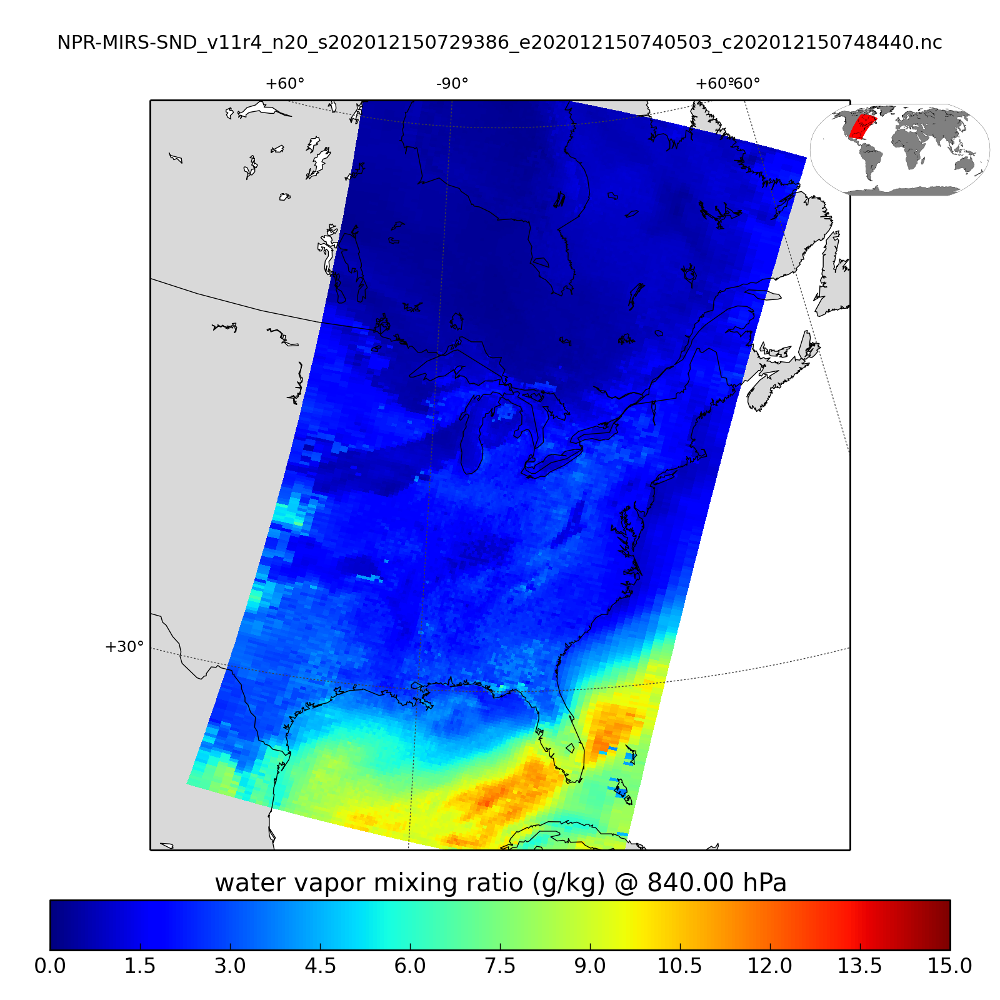 NPR-MIRS-SND_v11r4_n20_s202012150729386_e202012150740503_c202012150748440.nc
+60° -90° +60° -60°
+30°
water vapor mixing ratio (g/kg) @ 840.00 hPa
0.0 1.5 3.0 4.5 6.0 7.5 9.0 10.5 12.0 13.5 15.0